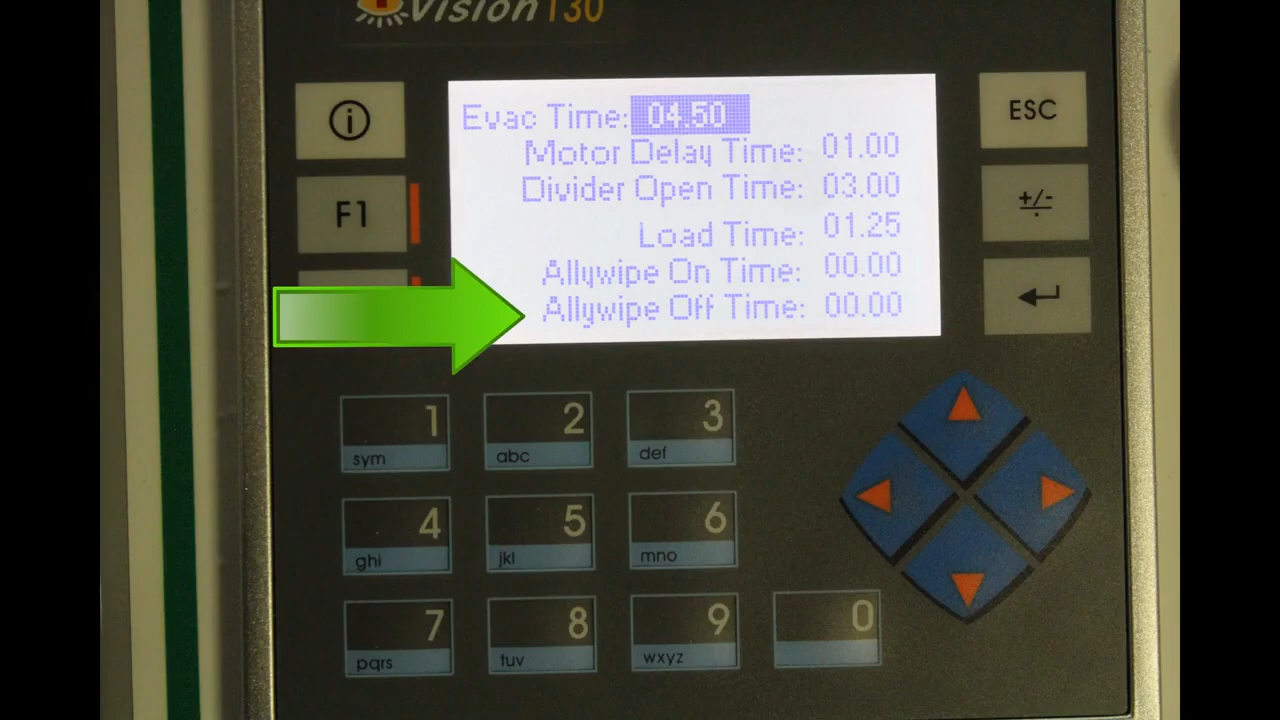 Vision130
ESC
F1
+/-
.
Evac Time: 04.50
Motor Delay Time: 01.00
Divider Open Time: 03.00
Load Time: 01.25
Allywipe On Time: 00.00
Allywipe Off Time: 00.00
1
sym
2
abc
3
def
4
ghi
5
jkl
6
mno
7
pqrs
8
tuv
9
wxyz
0